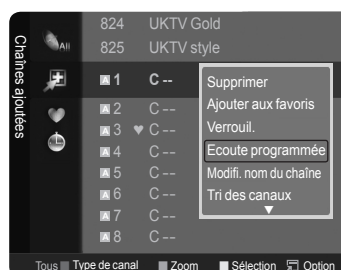 824 UKTV Gold
825 UKTV style
Chaînes ajoutées
All
A 1 C --
A 2 C --
A 3 ♥ C --
A 4 C --
A 5 C --
A 6 C --
A 7 C --
A 8 C --
Supprimer
Ajouter aux favoris
Verrouil.
Ecoute programmée
Modifi. nom du chaîne
Tri des canaux
Tous Type de canal Zoom Sélection Option